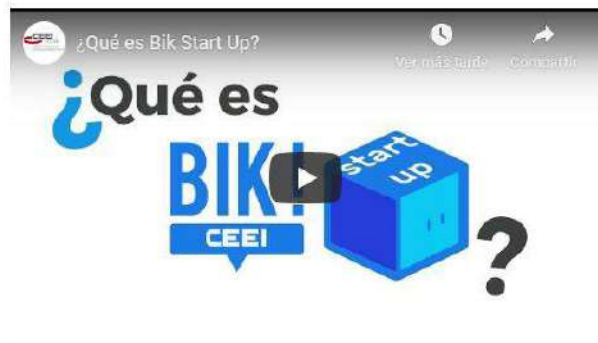 ¿Qué es Bik Start Up?
Ver más tarde
Compartir
¿Qué es
BIK!
start
up
CEEI
?